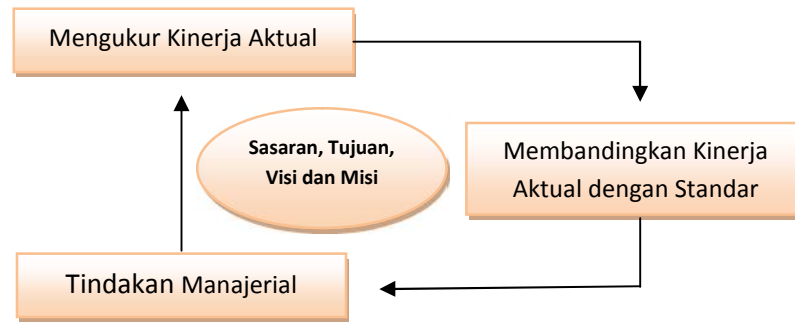 Mengukur Kinerja Aktual
Sasaran, Tujuan,
Visi dan Misi
Membandingkan Kinerja
Aktual dengan Standar
Tindakan Manajerial